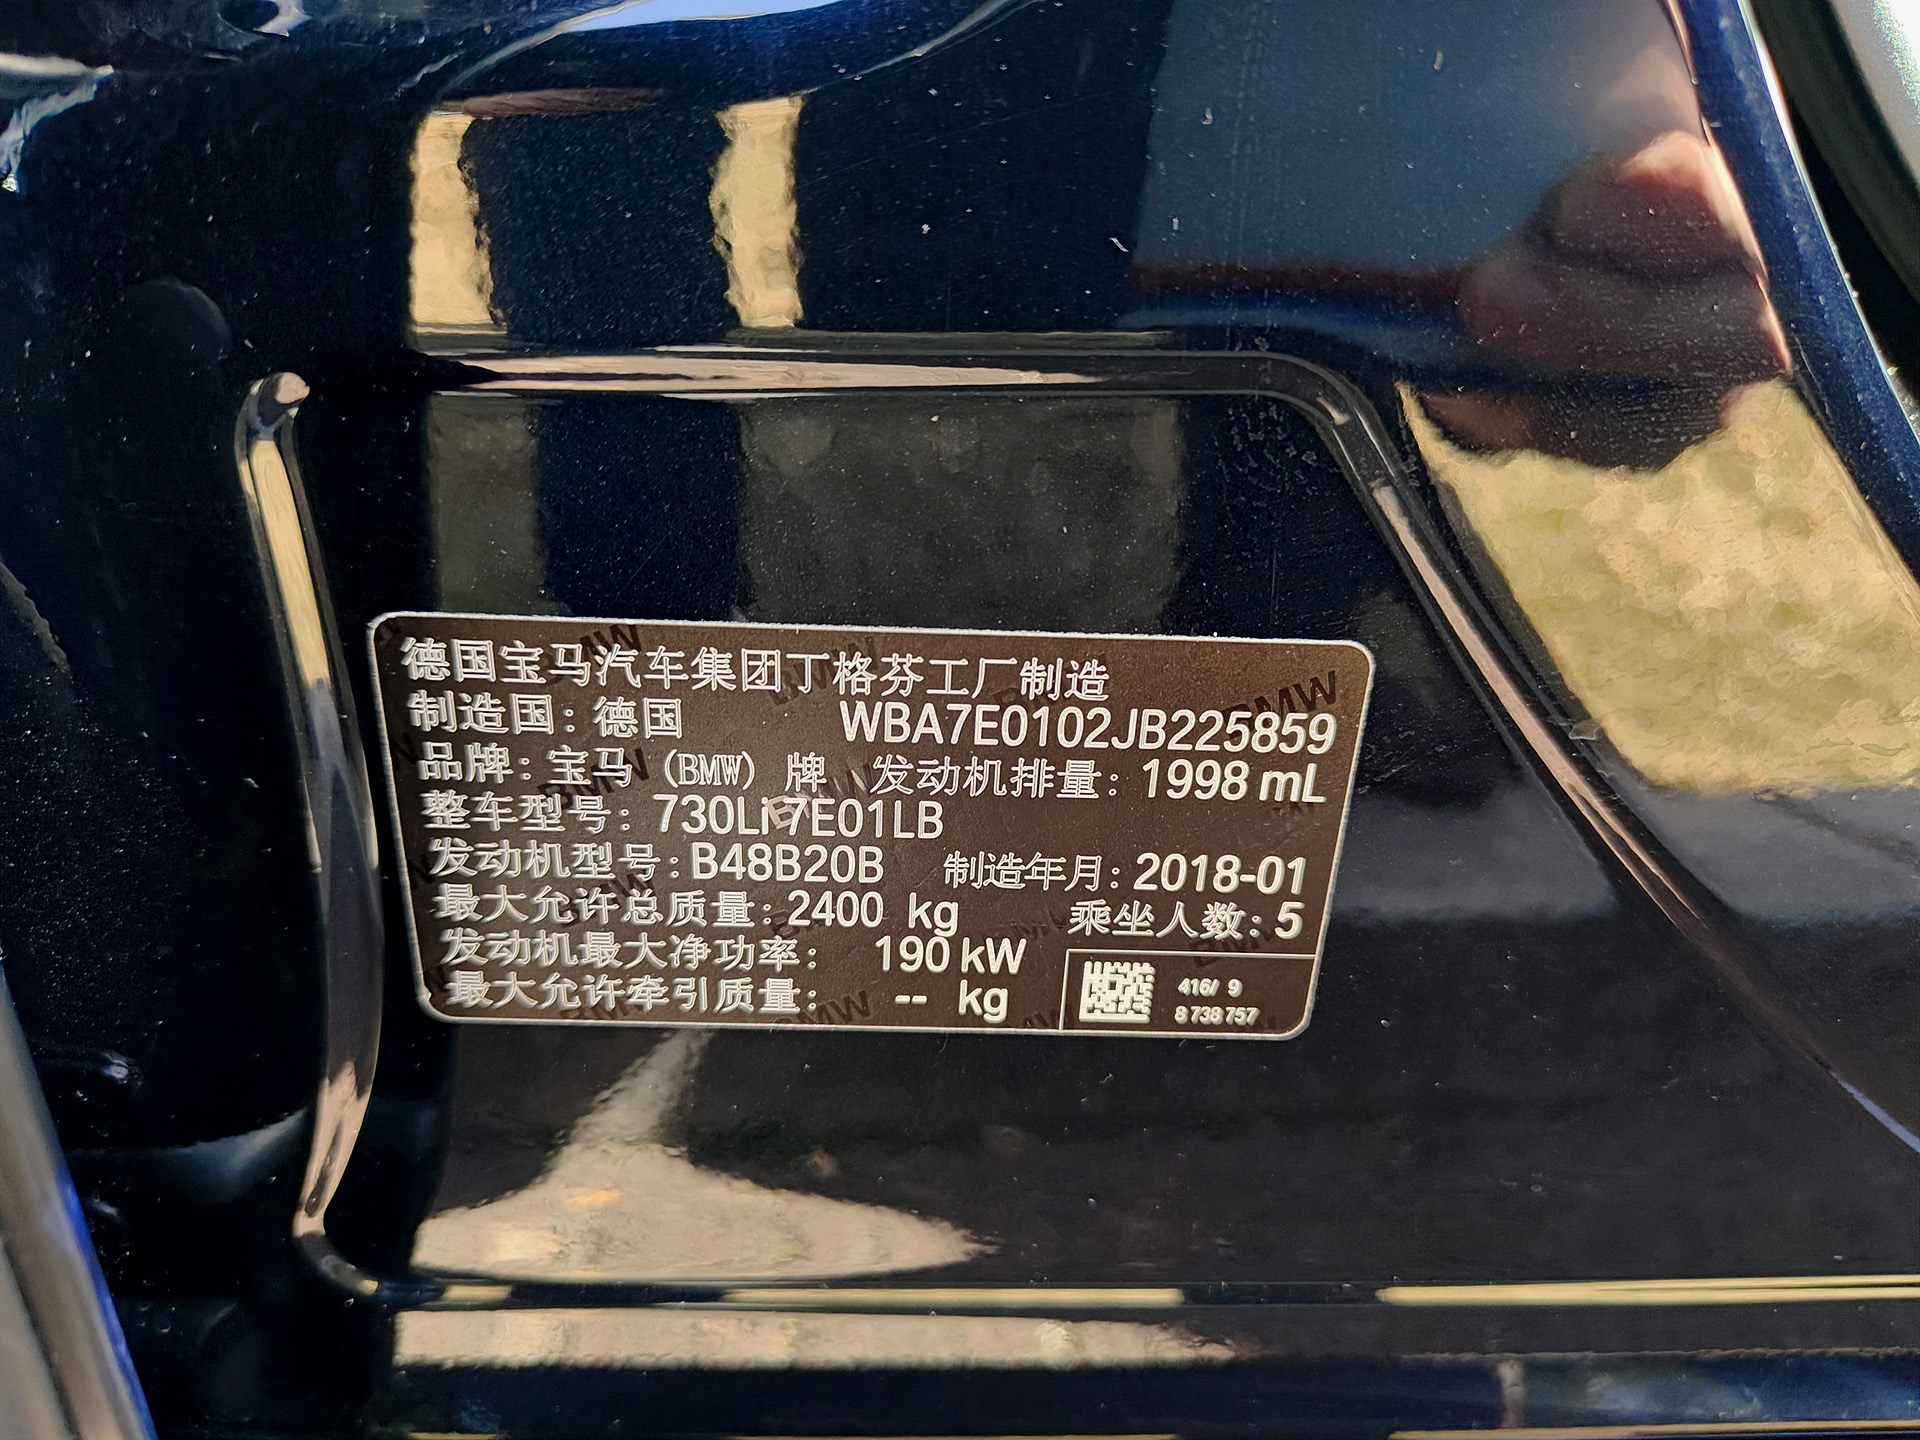 德国宝马汽车集团丁格芬工厂制造
制造国：德国 WBA7E0102JB225859
品牌：宝马（BMW）牌 发动机排量：1998 mL
整车型号：730Li 7E01LB
发动机型号：B48B20B 制造年月：2018-01
最大允许总质量：2400 kg 乘坐人数：5
发动机最大净功率： 190 kW
最大允许牵引质量： -- kg
416/ 9
8 738 757